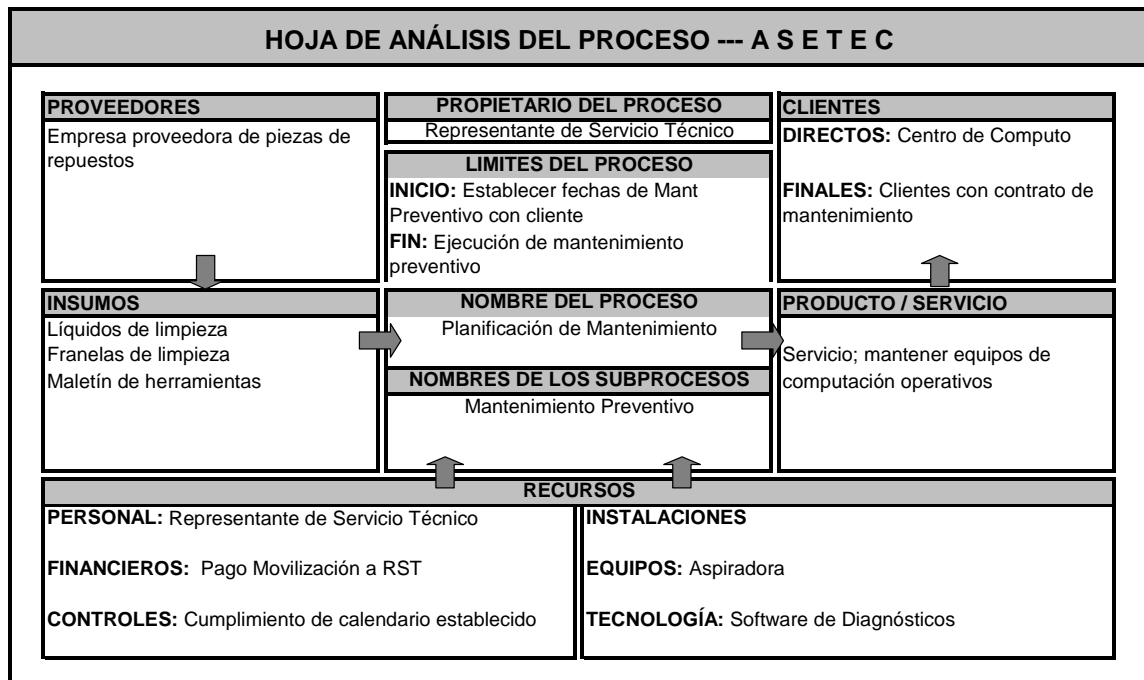 HOJA DE ANÁLISIS DEL PROCESO --- A S E T E C
PROVEEDORES
Empresa proveedora de piezas de
repuestos
PROPIETARIO DEL PROCESO
Representante de Servicio Técnico
LIMITES DEL PROCESO
INICIO: Establecer fechas de Mant
Preventivo con cliente
FIN: Ejecución de mantenimiento
preventivo
CLIENTES
DIRECTOS: Centro de Computo
FINALES: Clientes con contrato de
mantenimiento
INSUMOS
Líquidos de limpieza
Franelas de limpieza
Maletín de herramientas
NOMBRE DEL PROCESO
Planificación de Mantenimiento
NOMBRES DE LOS SUBPROCESOS
Mantenimiento Preventivo
PRODUCTO / SERVICIO
Servicio; mantener equipos de
computación operativos
RECURSOS
PERSONAL: Representante de Servicio Técnico
FINANCIEROS: Pago Movilización a RST
CONTROLES: Cumplimiento de calendario establecido
INSTALACIONES
EQUIPOS: Aspiradora
TECNOLOGÍA: Software de Diagnósticos